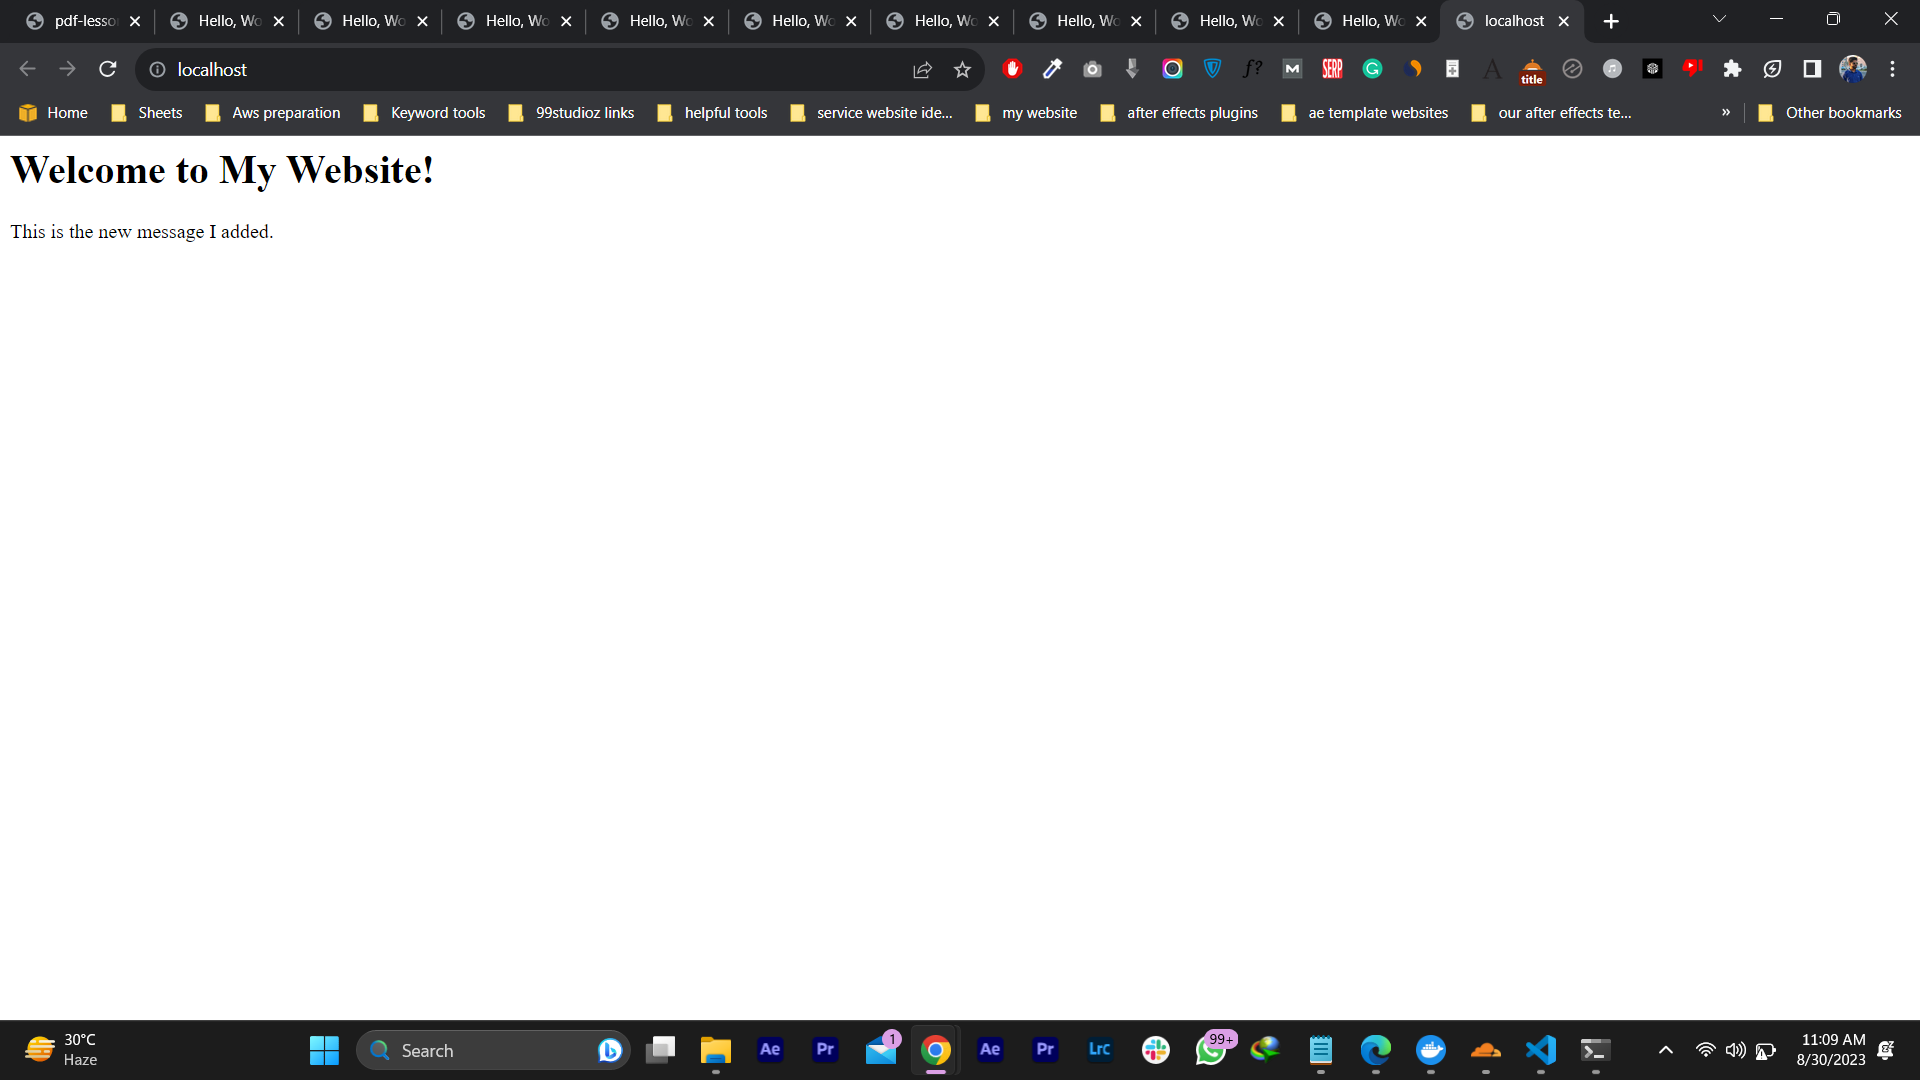 pdf-lesso
Hello, Wo
Hello, Wo
Hello, Wo
Hello, Wo
Hello, Wo
Hello, Wo
Hello, Wo
Hello, Wo
Hello, Wo
localhost
localhost
f?
M
SERP
G
A
title
Home
Sheets
Aws preparation
Keyword tools
99studioz links
helpful tools
service website ide...
my website
after effects plugins
ae template websites
our after effects te...
»
Other bookmarks
Welcome to My Website!
This is the new message I added.
30°C
Haze
Search
Ae
Pr
1
Ae
Pr
Lrc
99+
11:09 AM
8/30/2023